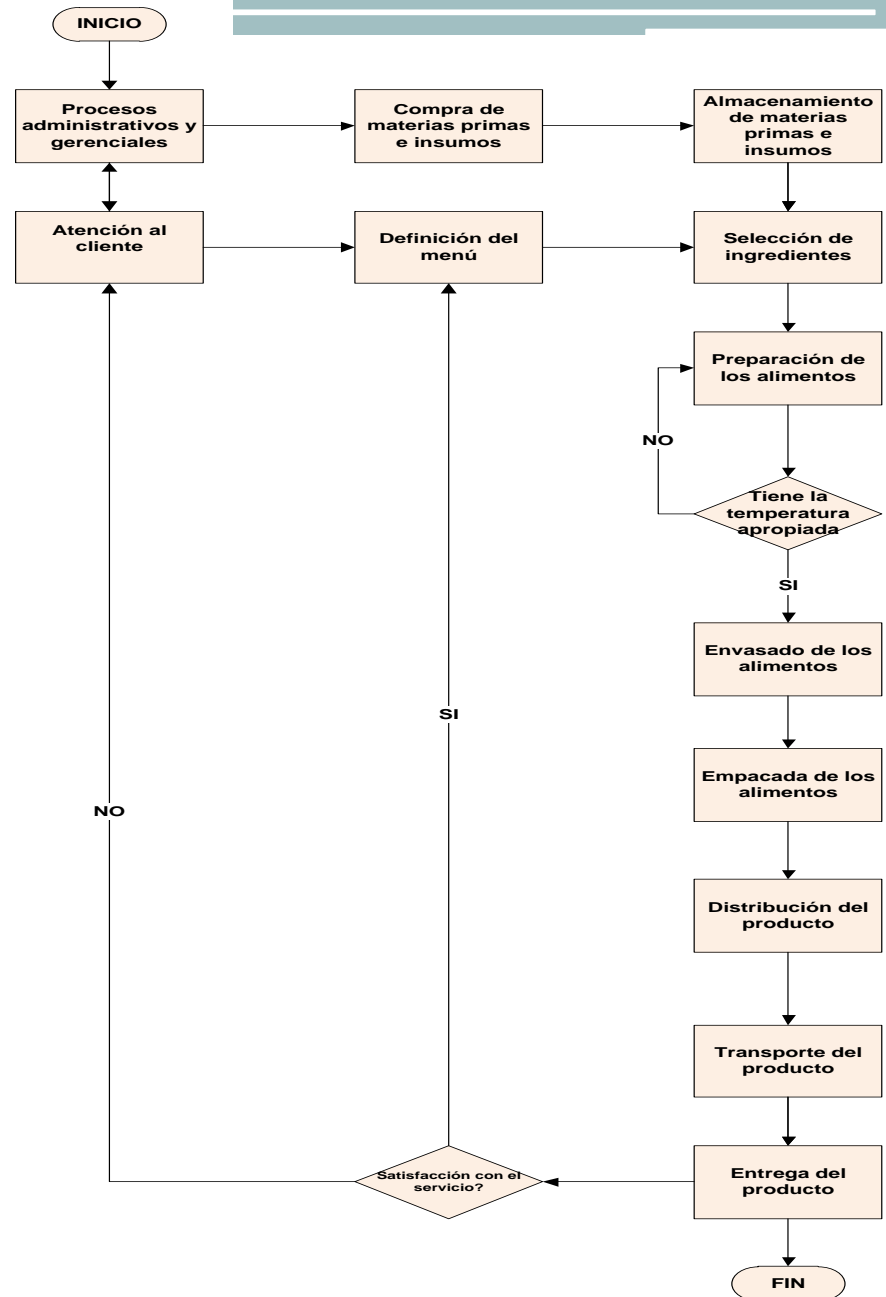 INICIO
Procesos
administrativos y
gerenciales
Compra de
materias primas
e insumos
Almacenamiento
de materias
primas e
insumos
Atención al
cliente
Definición del
menú
Selección de
ingredientes
Preparación de
los alimentos
NO
Tiene la
temperatura
apropiada
SI
Envasado de los
alimentos
SI
Empacada de los
alimentos
NO
Distribución del
producto
Transporte del
producto
Satisfacción con el
servicio?
Entrega del
producto
FIN